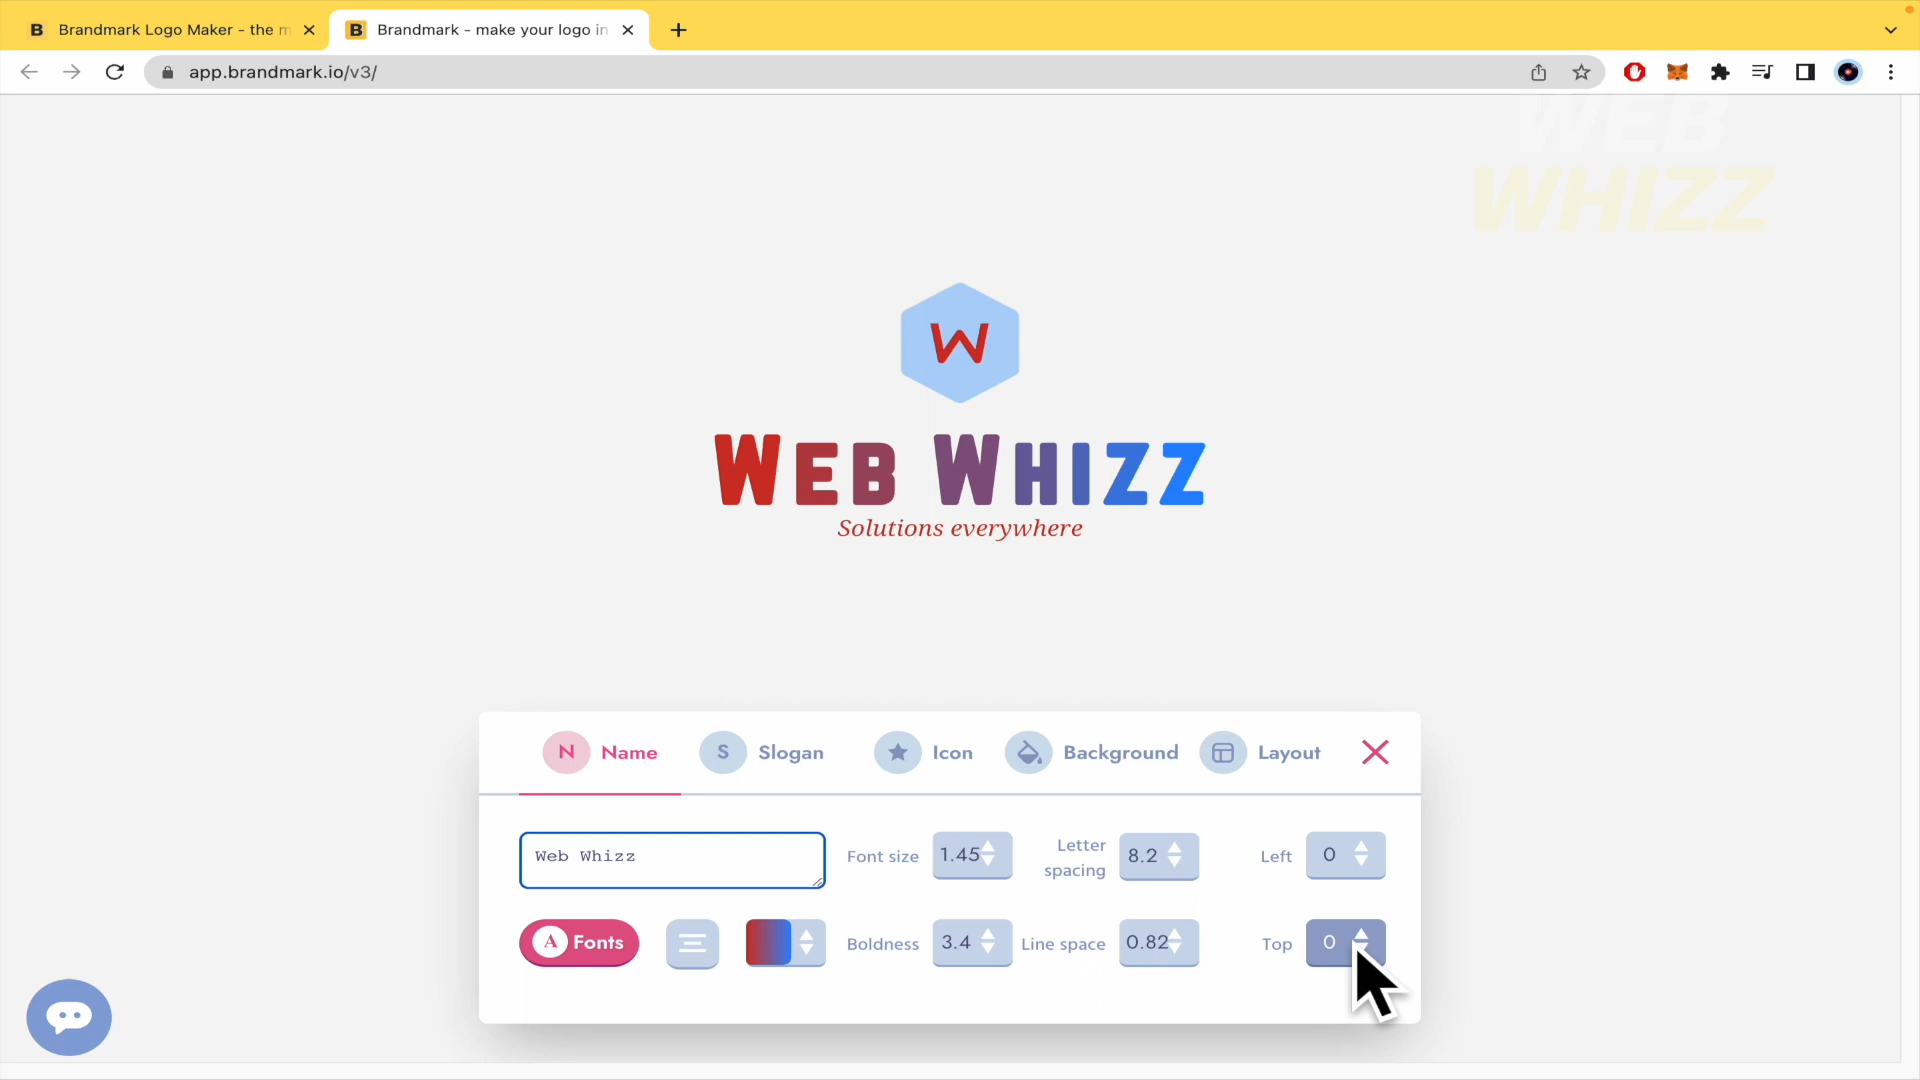 B Brandmark Logo Maker - the m
B Brandmark - make your logo in
app.brandmark.io/v3/
WEB
WHIZZ
W
WEB WHIZZ
Solutions everywhere
N Name
S Slogan
Icon
Background
Layout
Web Whizz
Font size 1.45
Letter spacing 8.2
Left 0
A Fonts
Boldness 3.4
Line space 0.82
Top 0